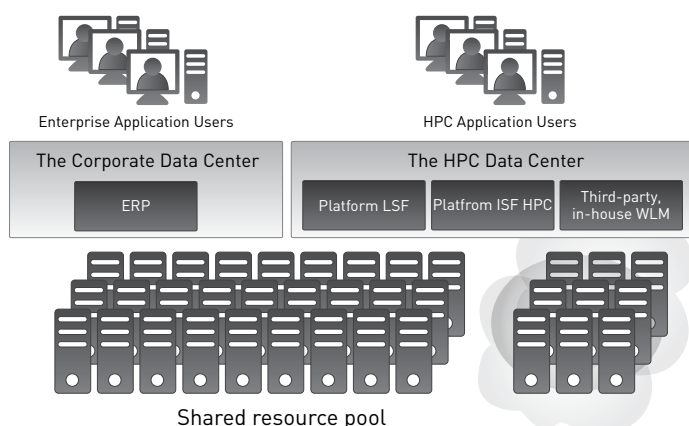 Enterprise Application Users
HPC Application Users
The Corporate Data Center
The HPC Data Center
ERP
Platform LSF
Platfrom ISF HPC
Third-party,
in-house WLM
Shared resource pool